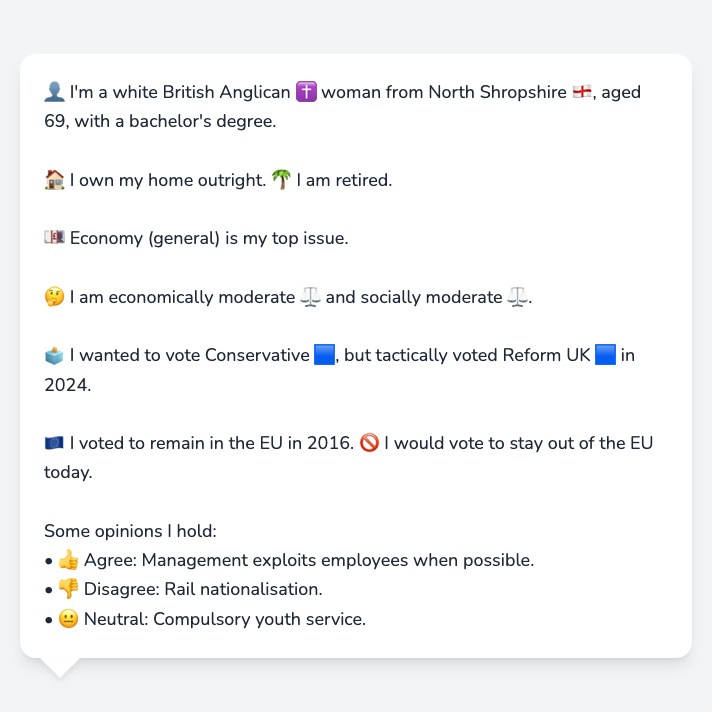 👤 I'm a white British Anglican ✝️ woman from North Shropshire 🏴󠁧󠁢󠁥󠁮󠁧󠁿, aged
69, with a bachelor's degree.
🏠 I own my home outright. 🌴 I am retired.
💷 Economy (general) is my top issue.
🤔 I am economically moderate ⚖️ and socially moderate ⚖️.
🗳️ I wanted to vote Conservative 🟦, but tactically voted Reform UK 🟦 in
2024.
🇪🇺 I voted to remain in the EU in 2016. 🚫 I would vote to stay out of the EU
today.
Some opinions I hold:
• 👍 Agree: Management exploits employees when possible.
• 👎 Disagree: Rail nationalisation.
• 😐 Neutral: Compulsory youth service.